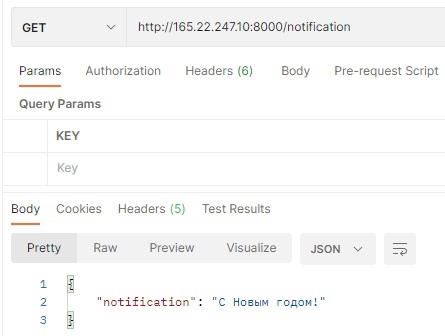 GET http://165.22.247.10:8000/notification
Params Authorization Headers (6) Body Pre-request Script
Query Params
KEY
Key
Body Cookies Headers (5) Test Results
Pretty Raw Preview Visualize JSON
1 {
2 "notification": "С Новым годом!"
3 }